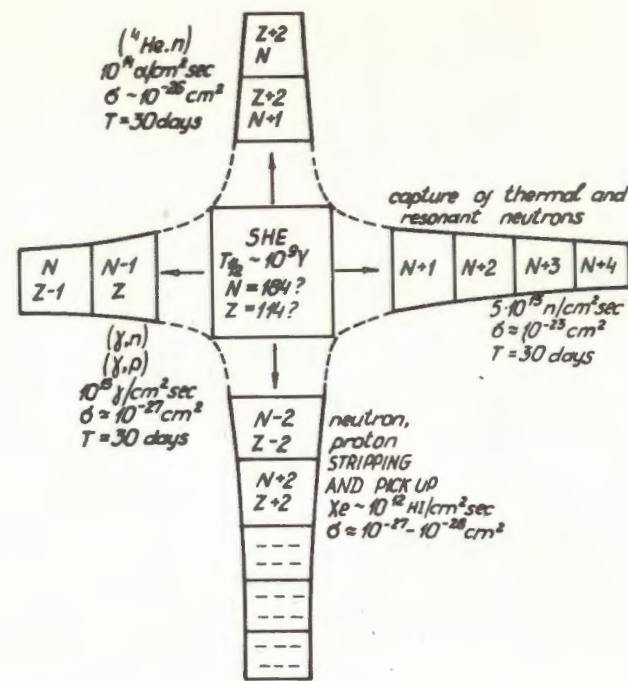 (⁴He.n)
10¹⁴ α/cm² sec
σ ~ 10⁻²⁶ cm²
T = 30 days
Z+2
N
Z+2
N+1
capture of thermal and
resonant neutrons
SHE
T½ ~ 10⁹Y
N = 184?
Z = 114?
N
Z-1
N-1
Z
N+1
N+2
N+3
N+4
5·10¹⁵ n/cm² sec
σ ≈ 10⁻²³ cm²
T = 30 days
(γ,n)
(γ,p)
10¹⁵ γ/cm² sec
σ ≈ 10⁻²⁷ cm²
T = 30 days
N-2
Z-2
N+2
Z+2
neutron,
proton
STRIPPING
AND PICK UP
Xe ~ 10¹² HI/cm² sec
σ ≈ 10⁻²⁷ - 10⁻²⁸ cm²